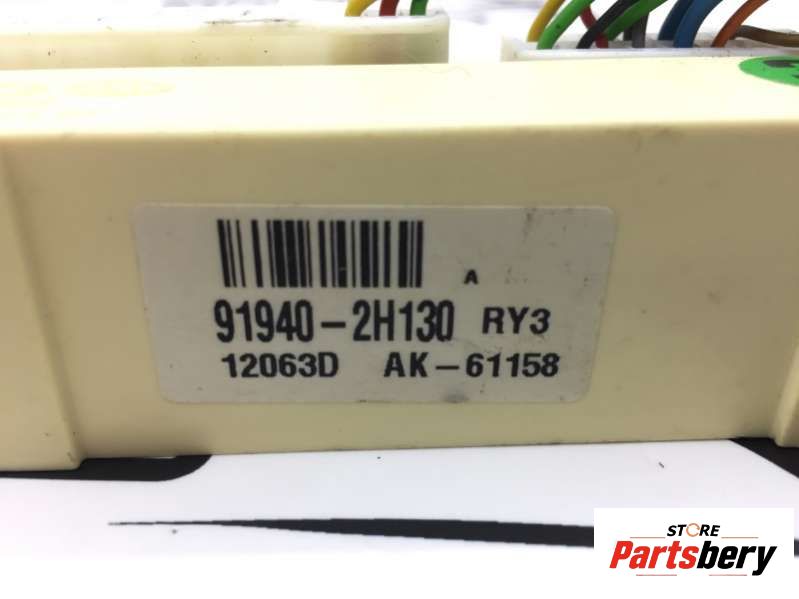 A
91940-2H130 RY3
12063D AK-61158
STORE
Partsbery